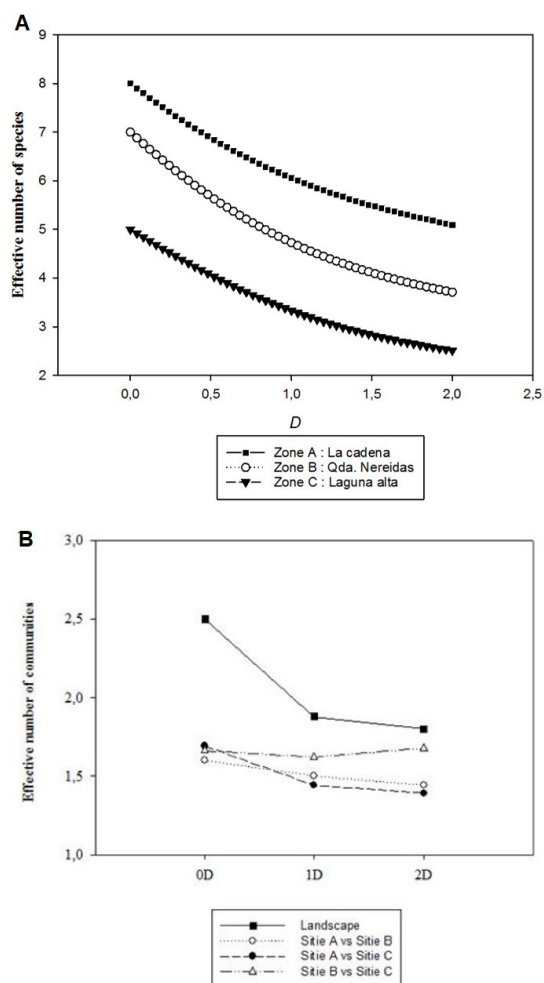 A
9
8
7
6
5
4
3
2
Effective number of species
0,0 0,5 1,0 1,5 2,0 2,5
D
Zone A : La cadena
Zone B : Qda. Nereidas
Zone C : Laguna alta
B
3,0
2,5
2,0
1,5
1,0
Effective number of communities
0D 1D 2D
Landscape
Sitie A vs Sitie B
Sitie A vs Sitie C
Sitie B vs Sitie C